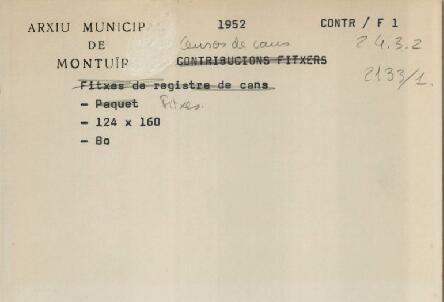 ARXIU MUNICIP 1952 CONTR / F 1
DE Censos de cans 24.3.2
MONTUÏR CONTRIBUCIONS FITXERS 2133/1.
Fitxes de registre de cans
- Paquet Fitxes.
- 124 x 160
- Bo